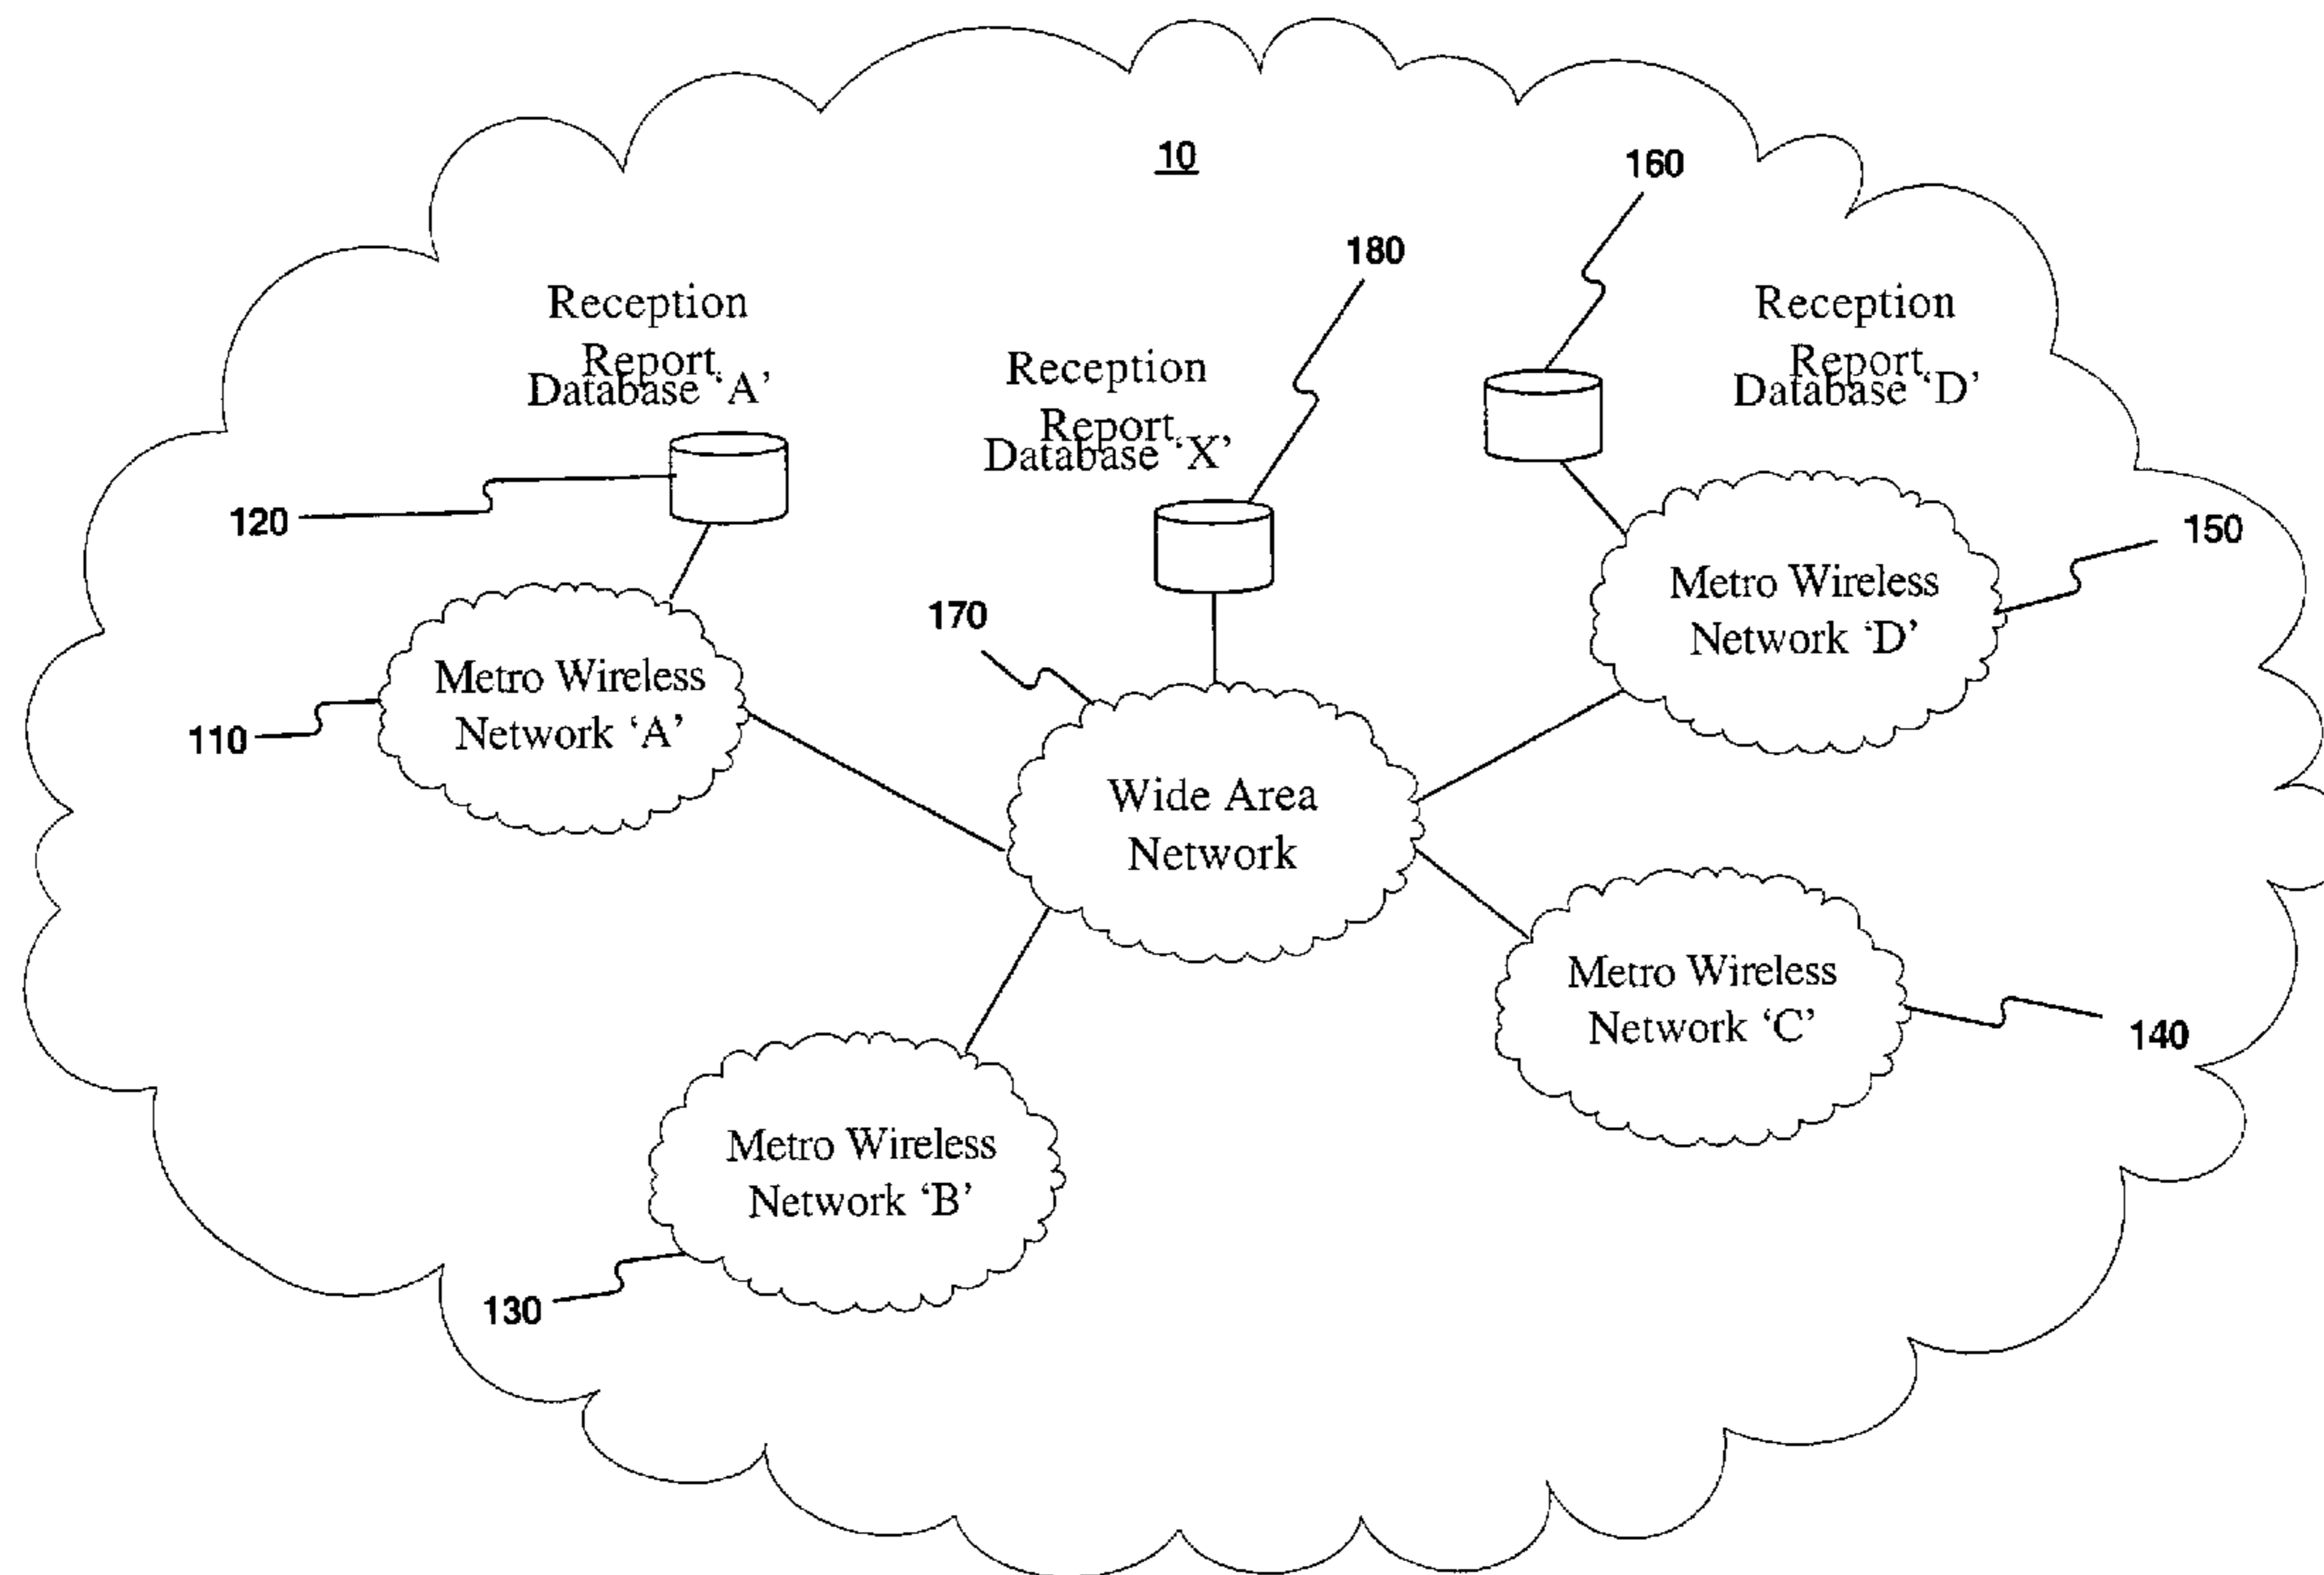 10
160
180
Reception
Report
Database ‘A’
Reception
Report
Database ‘X’
Reception
Report
Database ‘D’
120
150
170
Metro Wireless
Network ‘D’
Metro Wireless
Network ‘A’
110
Wide Area
Network
Metro Wireless
Network ‘C’
140
Metro Wireless
Network ‘B’
130